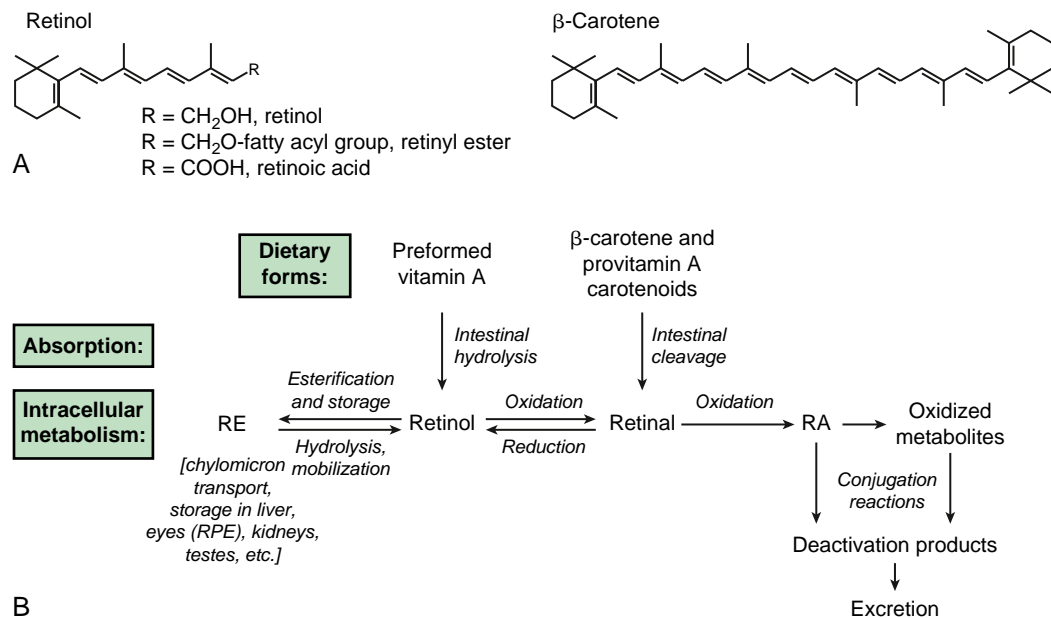 Retinol
β-Carotene
R
R = CH₂OH, retinol
R = CH₂O-fatty acyl group, retinyl ester
R = COOH, retinoic acid
A
Dietary
forms:
Preformed
vitamin A
β-carotene and
provitamin A
carotenoids
Absorption:
Intestinal
hydrolysis
Intestinal
cleavage
Intracellular
metabolism:
Esterification
and storage
RE
Hydrolysis,
mobilization
Retinol
Oxidation
Reduction
Retinal
Oxidation
RA
Oxidized
metabolites
[chylomicron
transport,
storage in liver,
eyes (RPE), kidneys,
testes, etc.]
Conjugation
reactions
Deactivation products
Excretion
B